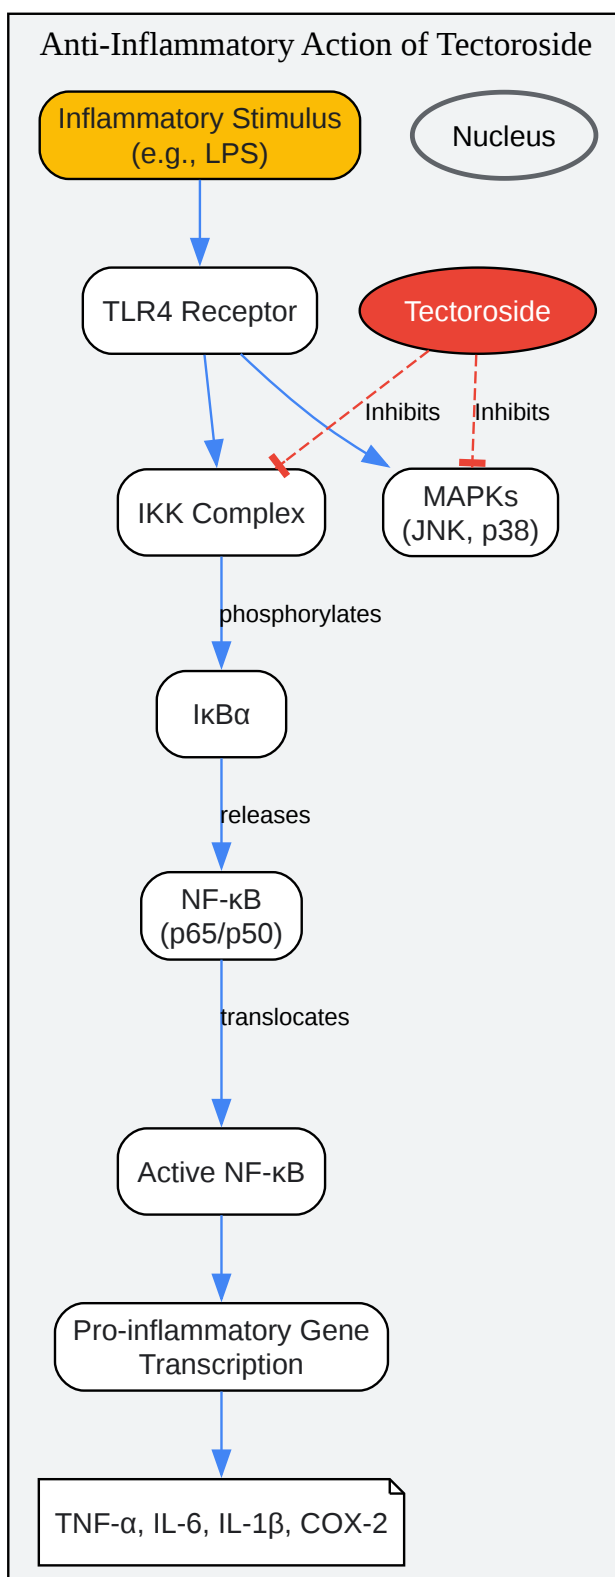 Anti-Inflammatory Action of Tectoroside
Inflammatory Stimulus
(e.g., LPS)
Nucleus
TLR4 Receptor
Tectoroside
Inhibits
Inhibits
IKK Complex
MAPKs
(JNK, p38)
phosphorylates
IκBα
releases
NF-κB
(p65/p50)
translocates
Active NF-κB
Pro-inflammatory Gene
Transcription
TNF-α, IL-6, IL-1β, COX-2